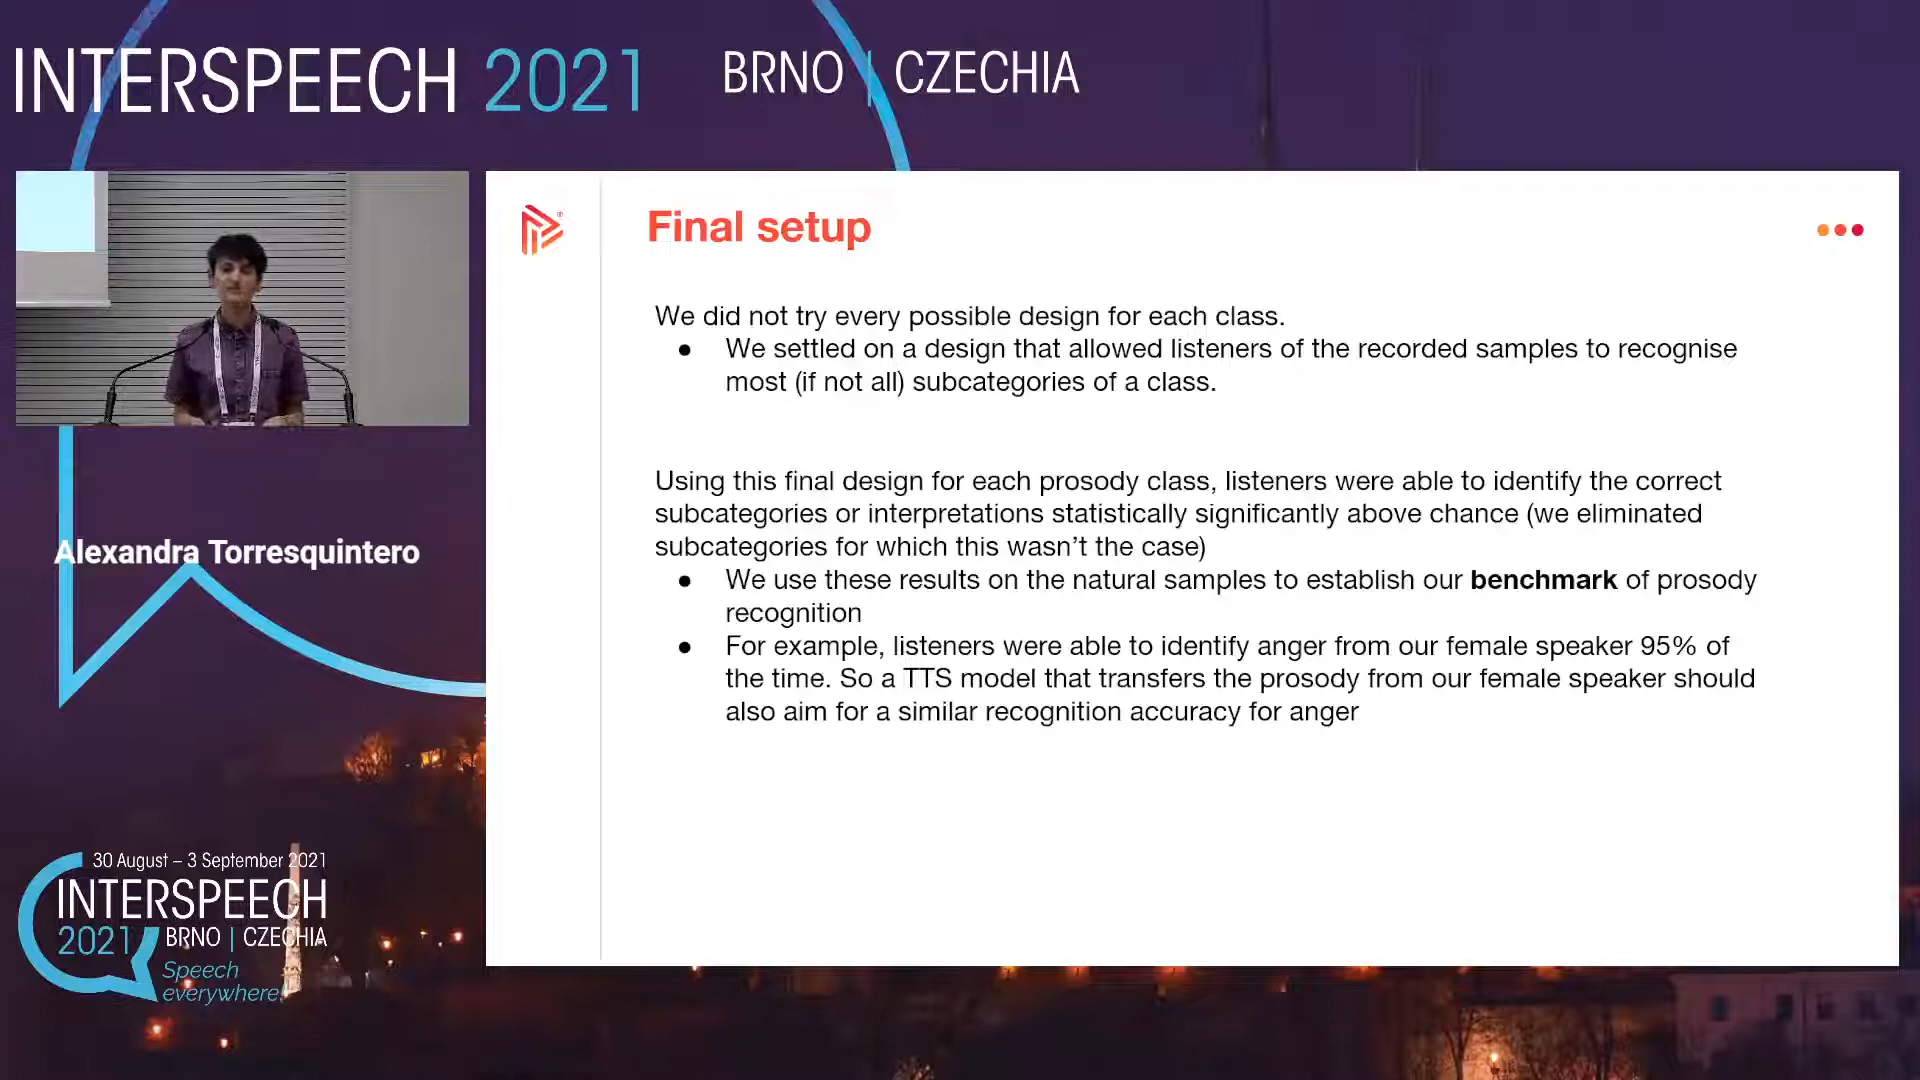 INTERSPEECH 2021
BRNO | CZECHIA
Final setup
We did not try every possible design for each class.
● We settled on a design that allowed listeners of the recorded samples to recognise
most (if not all) subcategories of a class.
Using this final design for each prosody class, listeners were able to identify the correct
subcategories or interpretations statistically significantly above chance (we eliminated
subcategories for which this wasn't the case)
● We use these results on the natural samples to establish our benchmark of prosody
recognition
● For example, listeners were able to identify anger from our female speaker 95% of
the time. So a TTS model that transfers the prosody from our female speaker should
also aim for a similar recognition accuracy for anger
Alexandra Torresquintero
30 August – 3 September 2021
INTERSPEECH
2021 BRNO | CZECHIA
Speech
everywhere!